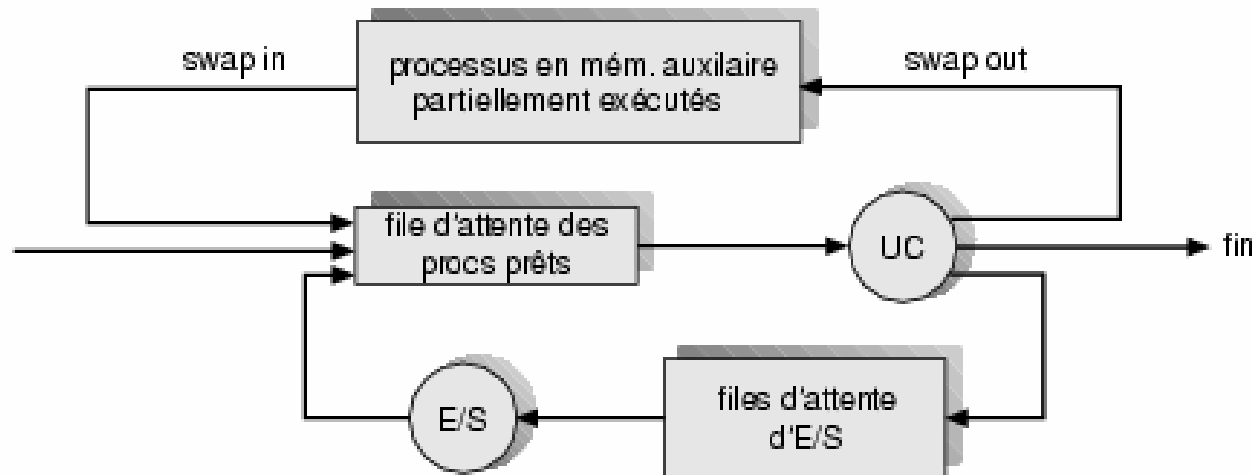 swap in
processus en mém. auxilaire
partiellement exécutés
swap out
file d'attente des
procs prêts
UC
fin
E/S
files d'attente
d'E/S